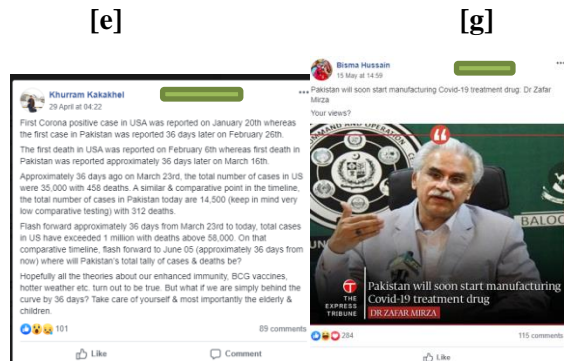 [e]
[g]
Khurram Kakakhel
29 April at 04:22
First Corona positive case in USA was reported on January 20th whereas
the first case in Pakistan was reported 36 days later on February 26th.
The first death in USA was reported on February 6th whereas first death in
Pakistan was reported approximately 36 days later on March 16th.
Approximately 36 days ago on March 23rd, the total number of cases in US
were 35,000 with 458 deaths. A similar & comparative point in the timeline,
the total number of cases in Pakistan today are 14,500 (keep in mind very
low comparative testing) with 312 deaths.
Flash forward approximately 36 days from March 23rd to today, total cases
in US have exceeded 1 million with deaths above 58,000. On that
comparative timeline, flash forward to June 05 (approximately 36 days from
now) where will Pakistan's total tally of cases & deaths be?
Hopefully all the theories about our enhanced immunity, BCG vaccines,
hotter weather etc. turn out to be true. But what if we are simply behind the
curve by 36 days? Take care of yourself & most importantly the elderly &
children.
101
89 comments
Like
Comment
Bisma Hussain
15 May at 14:59
Pakistan will soon start manufacturing Covid-19 treatment drug: Dr Zafar
Mirza
Your views?
COMMAND AND OPERATION
BALOC
Pakistan will soon start manufacturing
Covid-19 treatment drug
DR ZAFAR MIRZA
THE
EXPRESS
TRIBUNE
284
115 comments
Like